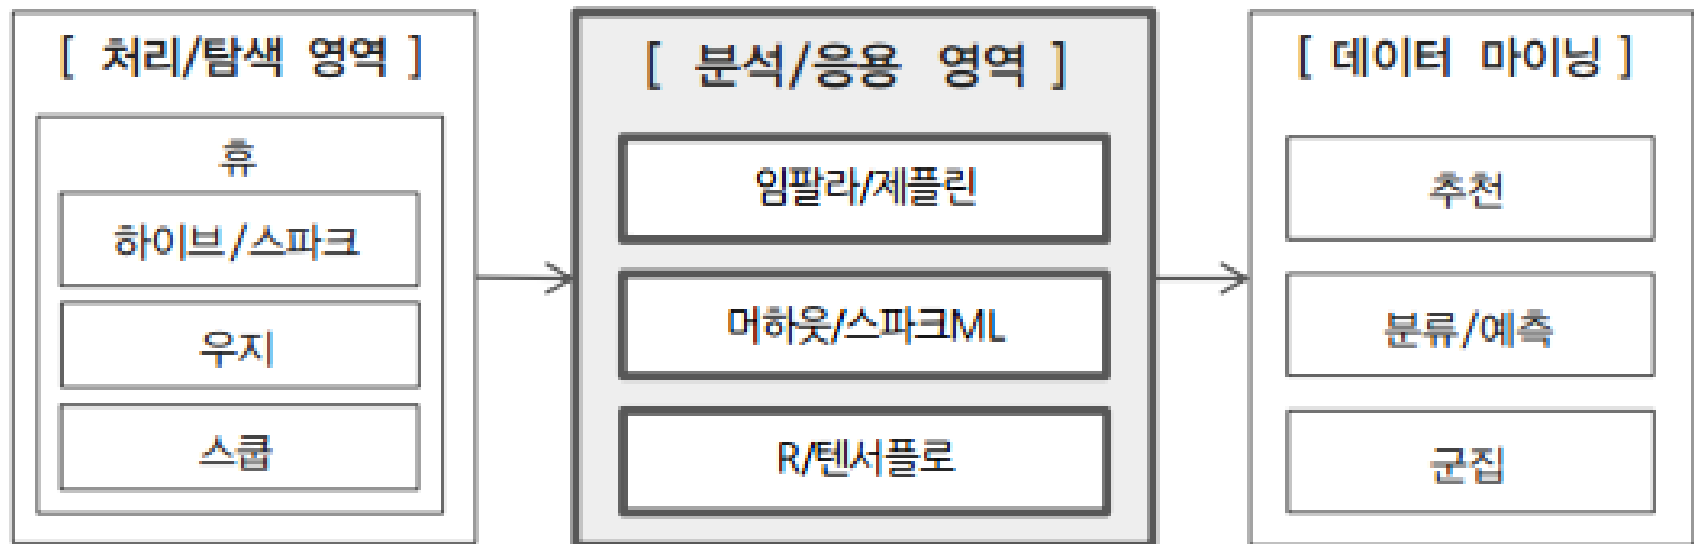 [ 처리/탐색 영역 ]
휴
하이브/스파크
우지
스쿱
[ 분석/응용 영역 ]
임팔라/제플린
머하웃/스파크ML
R/텐서플로
[ 데이터 마이닝 ]
추천
분류/예측
군집